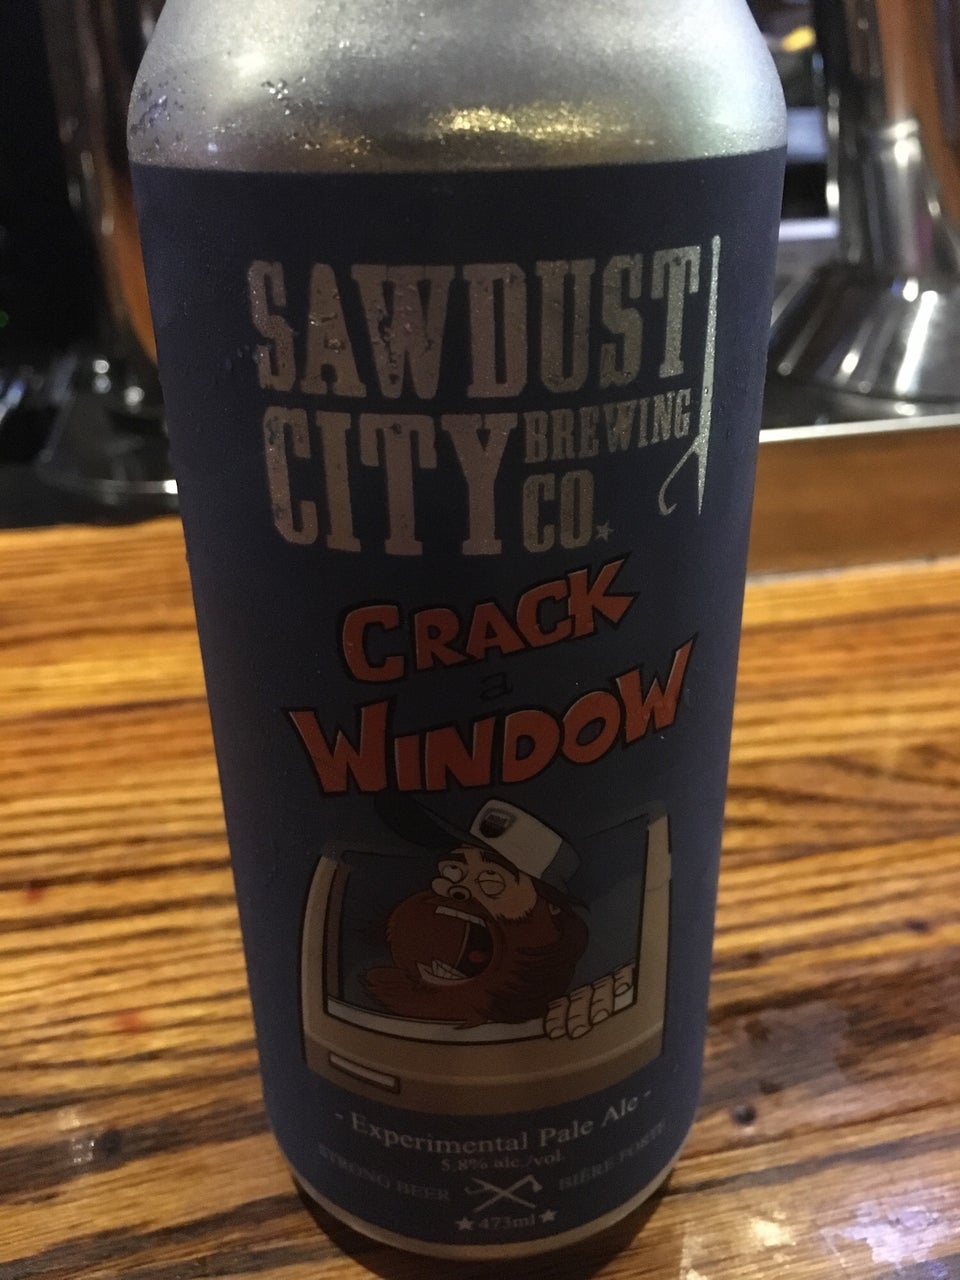 SAWDUST
CITY BREWING
CO.
CRACK
a
WINDOW
- Experimental Pale Ale -
5.8% alc./vol.
STRONG BEER BIÈRE FORTE
473ml